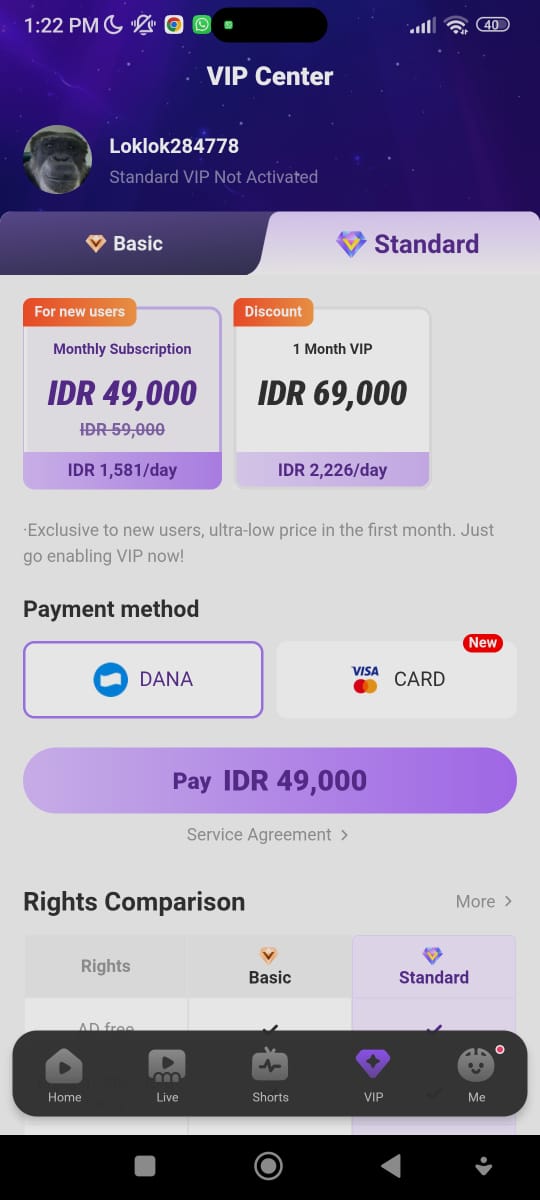 1:22 PM
40
VIP Center
Loklok284778
Standard VIP Not Activated
Basic
Standard
For new users
Discount
Monthly Subscription
1 Month VIP
IDR 49,000
IDR 69,000
IDR 59,000
IDR 1,581/day
IDR 2,226/day
·Exclusive to new users, ultra-low price in the first month. Just
go enabling VIP now!
Payment method
New
DANA
VISA
CARD
Pay IDR 49,000
Service Agreement >
Rights Comparison
More >
Rights
Basic
Standard
AD free
Home
Live
Shorts
VIP
Me